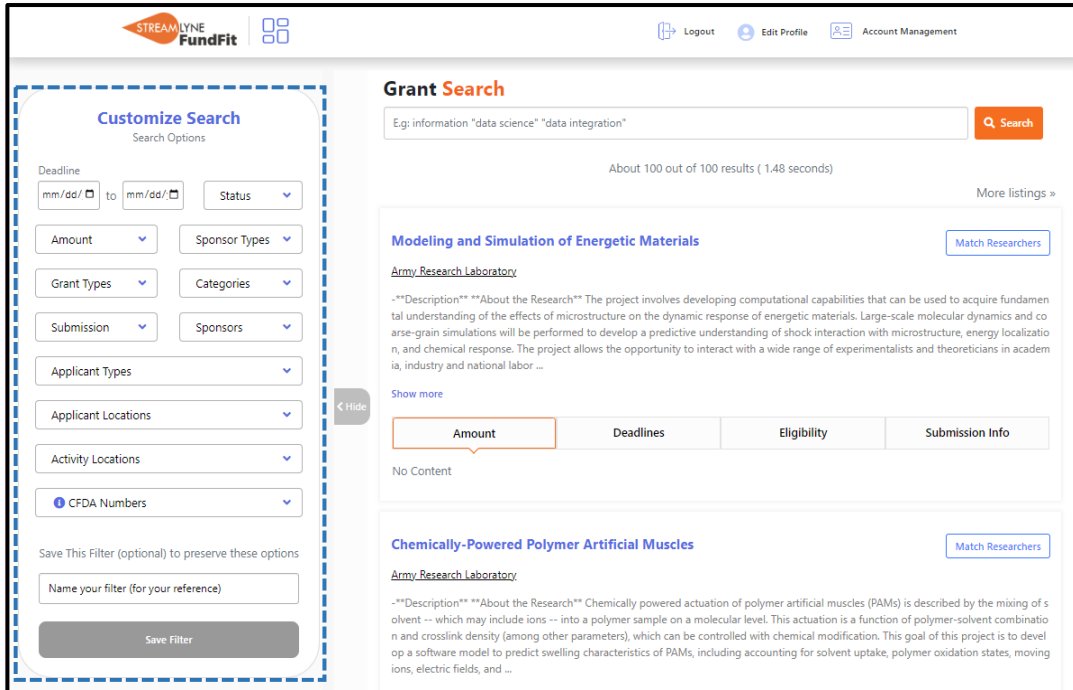 STREAMLYNE
FundFit
Logout
Edit Profile
Account Management
Customize Search
Search Options
Deadline
mm/dd/ to mm/dd/
Status
Amount
Sponsor Types
Grant Types
Categories
Submission
Sponsors
Applicant Types
Applicant Locations
Activity Locations
CFDA Numbers
Save This Filter (optional) to preserve these options
Name your filter (for your reference)
Save Filter
Hide
Grant Search
E.g: information "data science" "data integration"
Search
About 100 out of 100 results ( 1.48 seconds)
More listings »
Modeling and Simulation of Energetic Materials
Match Researchers
Army Research Laboratory
-**Description** **About the Research** The project involves developing computational capabilities that can be used to acquire fundamen
tal understanding of the effects of microstructure on the dynamic response of energetic materials. Large-scale molecular dynamics and co
arse-grain simulations will be performed to develop a predictive understanding of shock interaction with microstructure, energy localizatio
n, and chemical response. The project allows the opportunity to interact with a wide range of experimentalists and theoreticians in academ
ia, industry and national labor ...
Show more
Amount
Deadlines
Eligibility
Submission Info
No Content
Chemically-Powered Polymer Artificial Muscles
Match Researchers
Army Research Laboratory
-**Description** **About the Research** Chemically powered actuation of polymer artificial muscles (PAMs) is described by the mixing of s
olvent -- which may include ions -- into a polymer sample on a molecular level. This actuation is a function of polymer-solvent combinatio
n and crosslink density (among other parameters), which can be controlled with chemical modification. This goal of this project is to devel
op a software model to predict swelling characteristics of PAMs, including accounting for solvent uptake, polymer oxidation states, moving
ions, electric fields, and ...